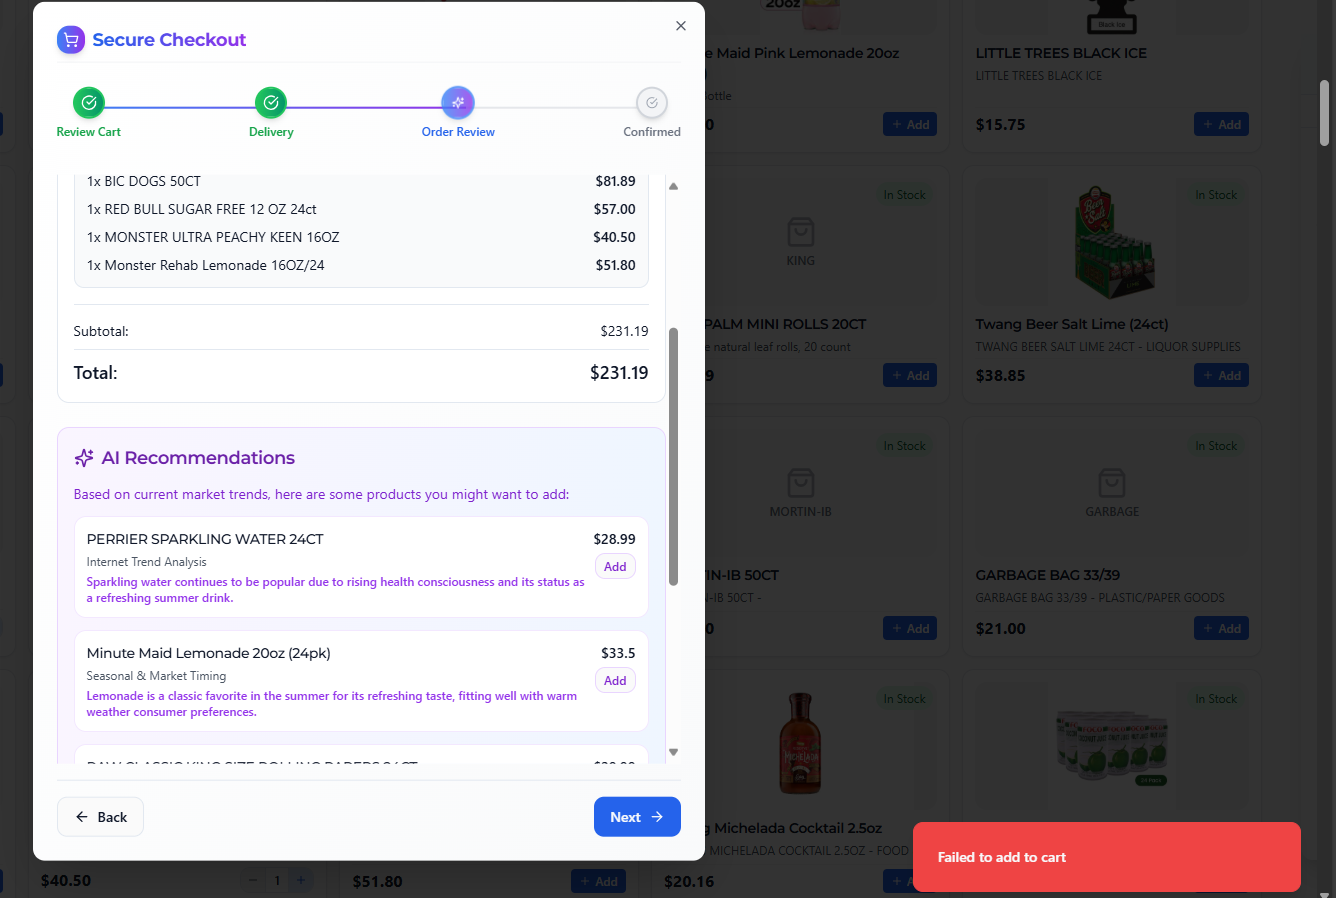 Secure Checkout
Review Cart
Delivery
Order Review
Confirmed
1x BIC DOGS 50CT
$81.89
1x RED BULL SUGAR FREE 12 OZ 24ct
$57.00
1x MONSTER ULTRA PEACHY KEEN 16OZ
$40.50
1x Monster Rehab Lemonade 16OZ/24
$51.80
Subtotal:
$231.19
Total:
$231.19
AI Recommendations
Based on current market trends, here are some products you might want to add:
PERRIER SPARKLING WATER 24CT
$28.99
Internet Trend Analysis
Add
Sparkling water continues to be popular due to rising health consciousness and its status as
a refreshing summer drink.
Minute Maid Lemonade 20oz (24pk)
$33.5
Seasonal & Market Timing
Add
Lemonade is a classic favorite in the summer for its refreshing taste, fitting well with warm
weather consumer preferences.
Back
Next
20oz
Maid Pink Lemonade 20oz
+ Add
Black Ice
LITTLE TREES BLACK ICE
LITTLE TREES BLACK ICE
$15.75
+ Add
In Stock
KING
PALM MINI ROLLS 20CT
natural leaf rolls, 20 count
+ Add
In Stock
Beer Salt
Twang Beer Salt Lime (24ct)
TWANG BEER SALT LIME 24CT - LIQUOR SUPPLIES
$38.85
+ Add
In Stock
MORTIN-IB
IN-IB 50CT
-IB 50CT -
+ Add
In Stock
GARBAGE
GARBAGE BAG 33/39
GARBAGE BAG 33/39 - PLASTIC/PAPER GOODS
$21.00
+ Add
In Stock
MICHELADA
Michelada Cocktail 2.5oz
MICHELADA COCKTAIL 2.5OZ - FOOD
$20.16
In Stock
FOCO
$40.50
− 1 +
$51.80
+ Add
Failed to add to cart